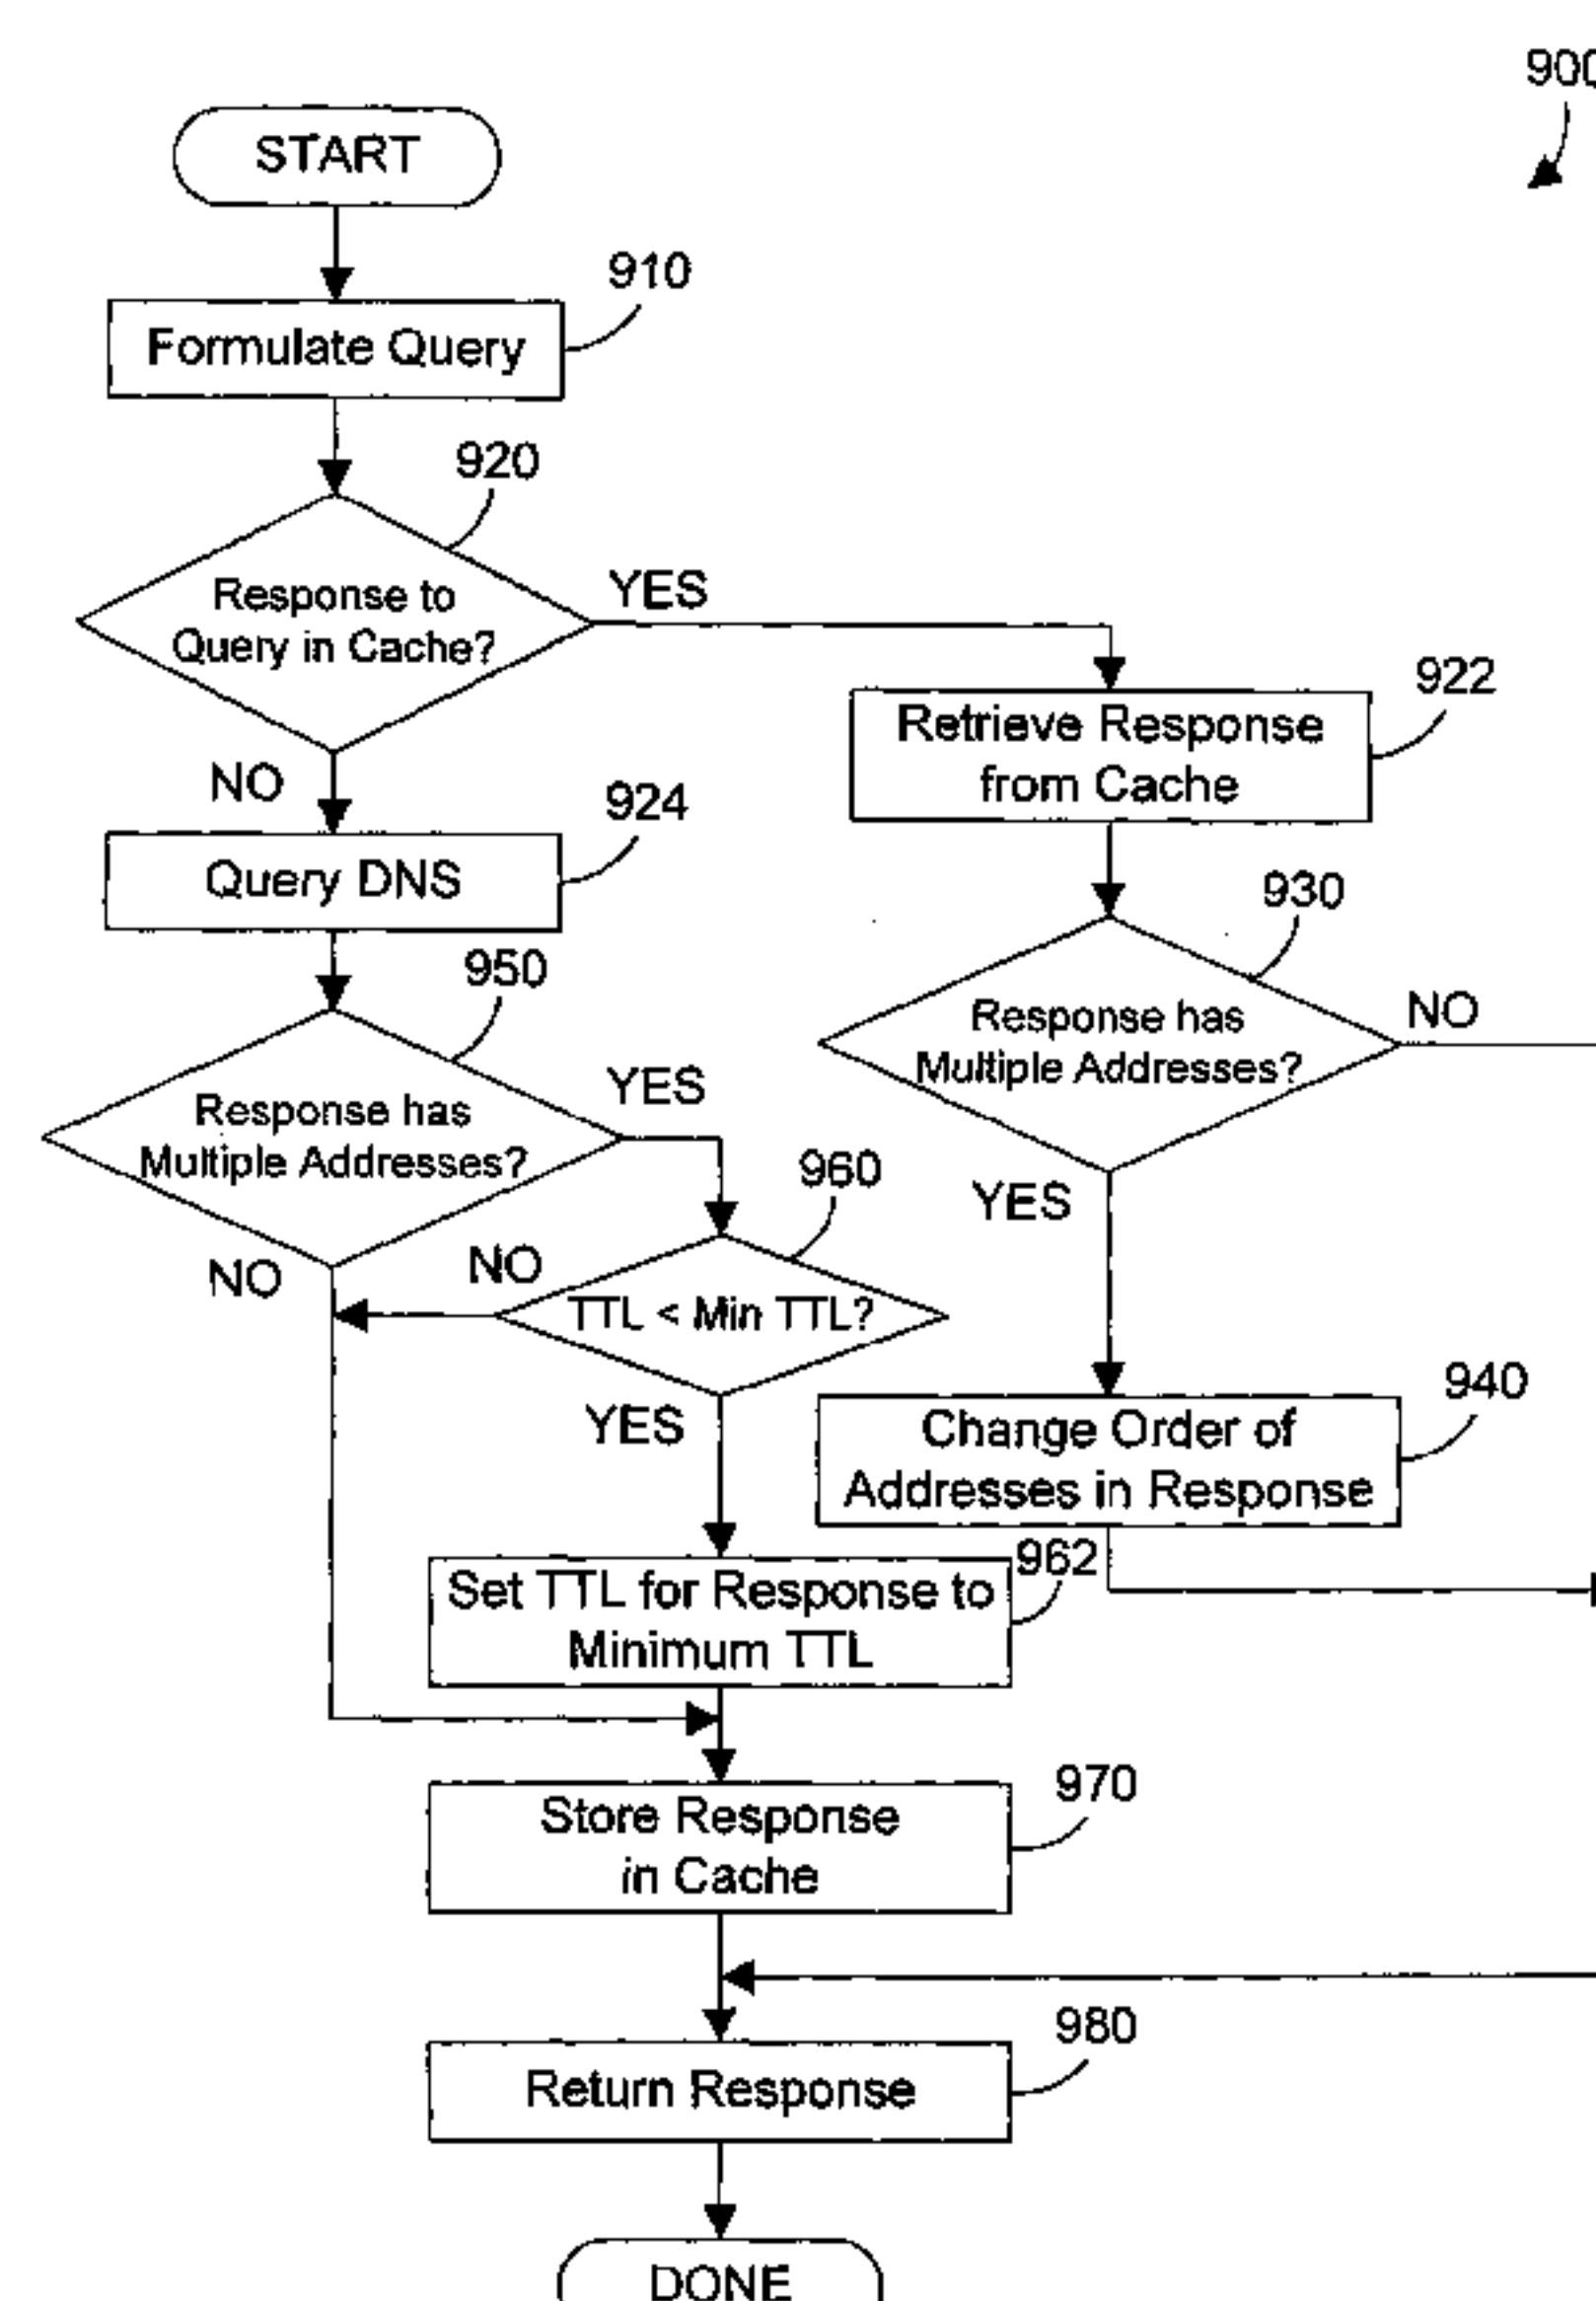 900
START
910
Formulate Query
920
Response to
Query in Cache?
YES
NO
922
Retrieve Response
from Cache
924
Query DNS
930
Response has
Multiple Addresses?
NO
YES
950
Response has
Multiple Addresses?
YES
NO
960
TTL < Min TTL?
NO
YES
940
Change Order of
Addresses in Response
962
Set TTL for Response to
Minimum TTL
970
Store Response
in Cache
980
Return Response
DONE